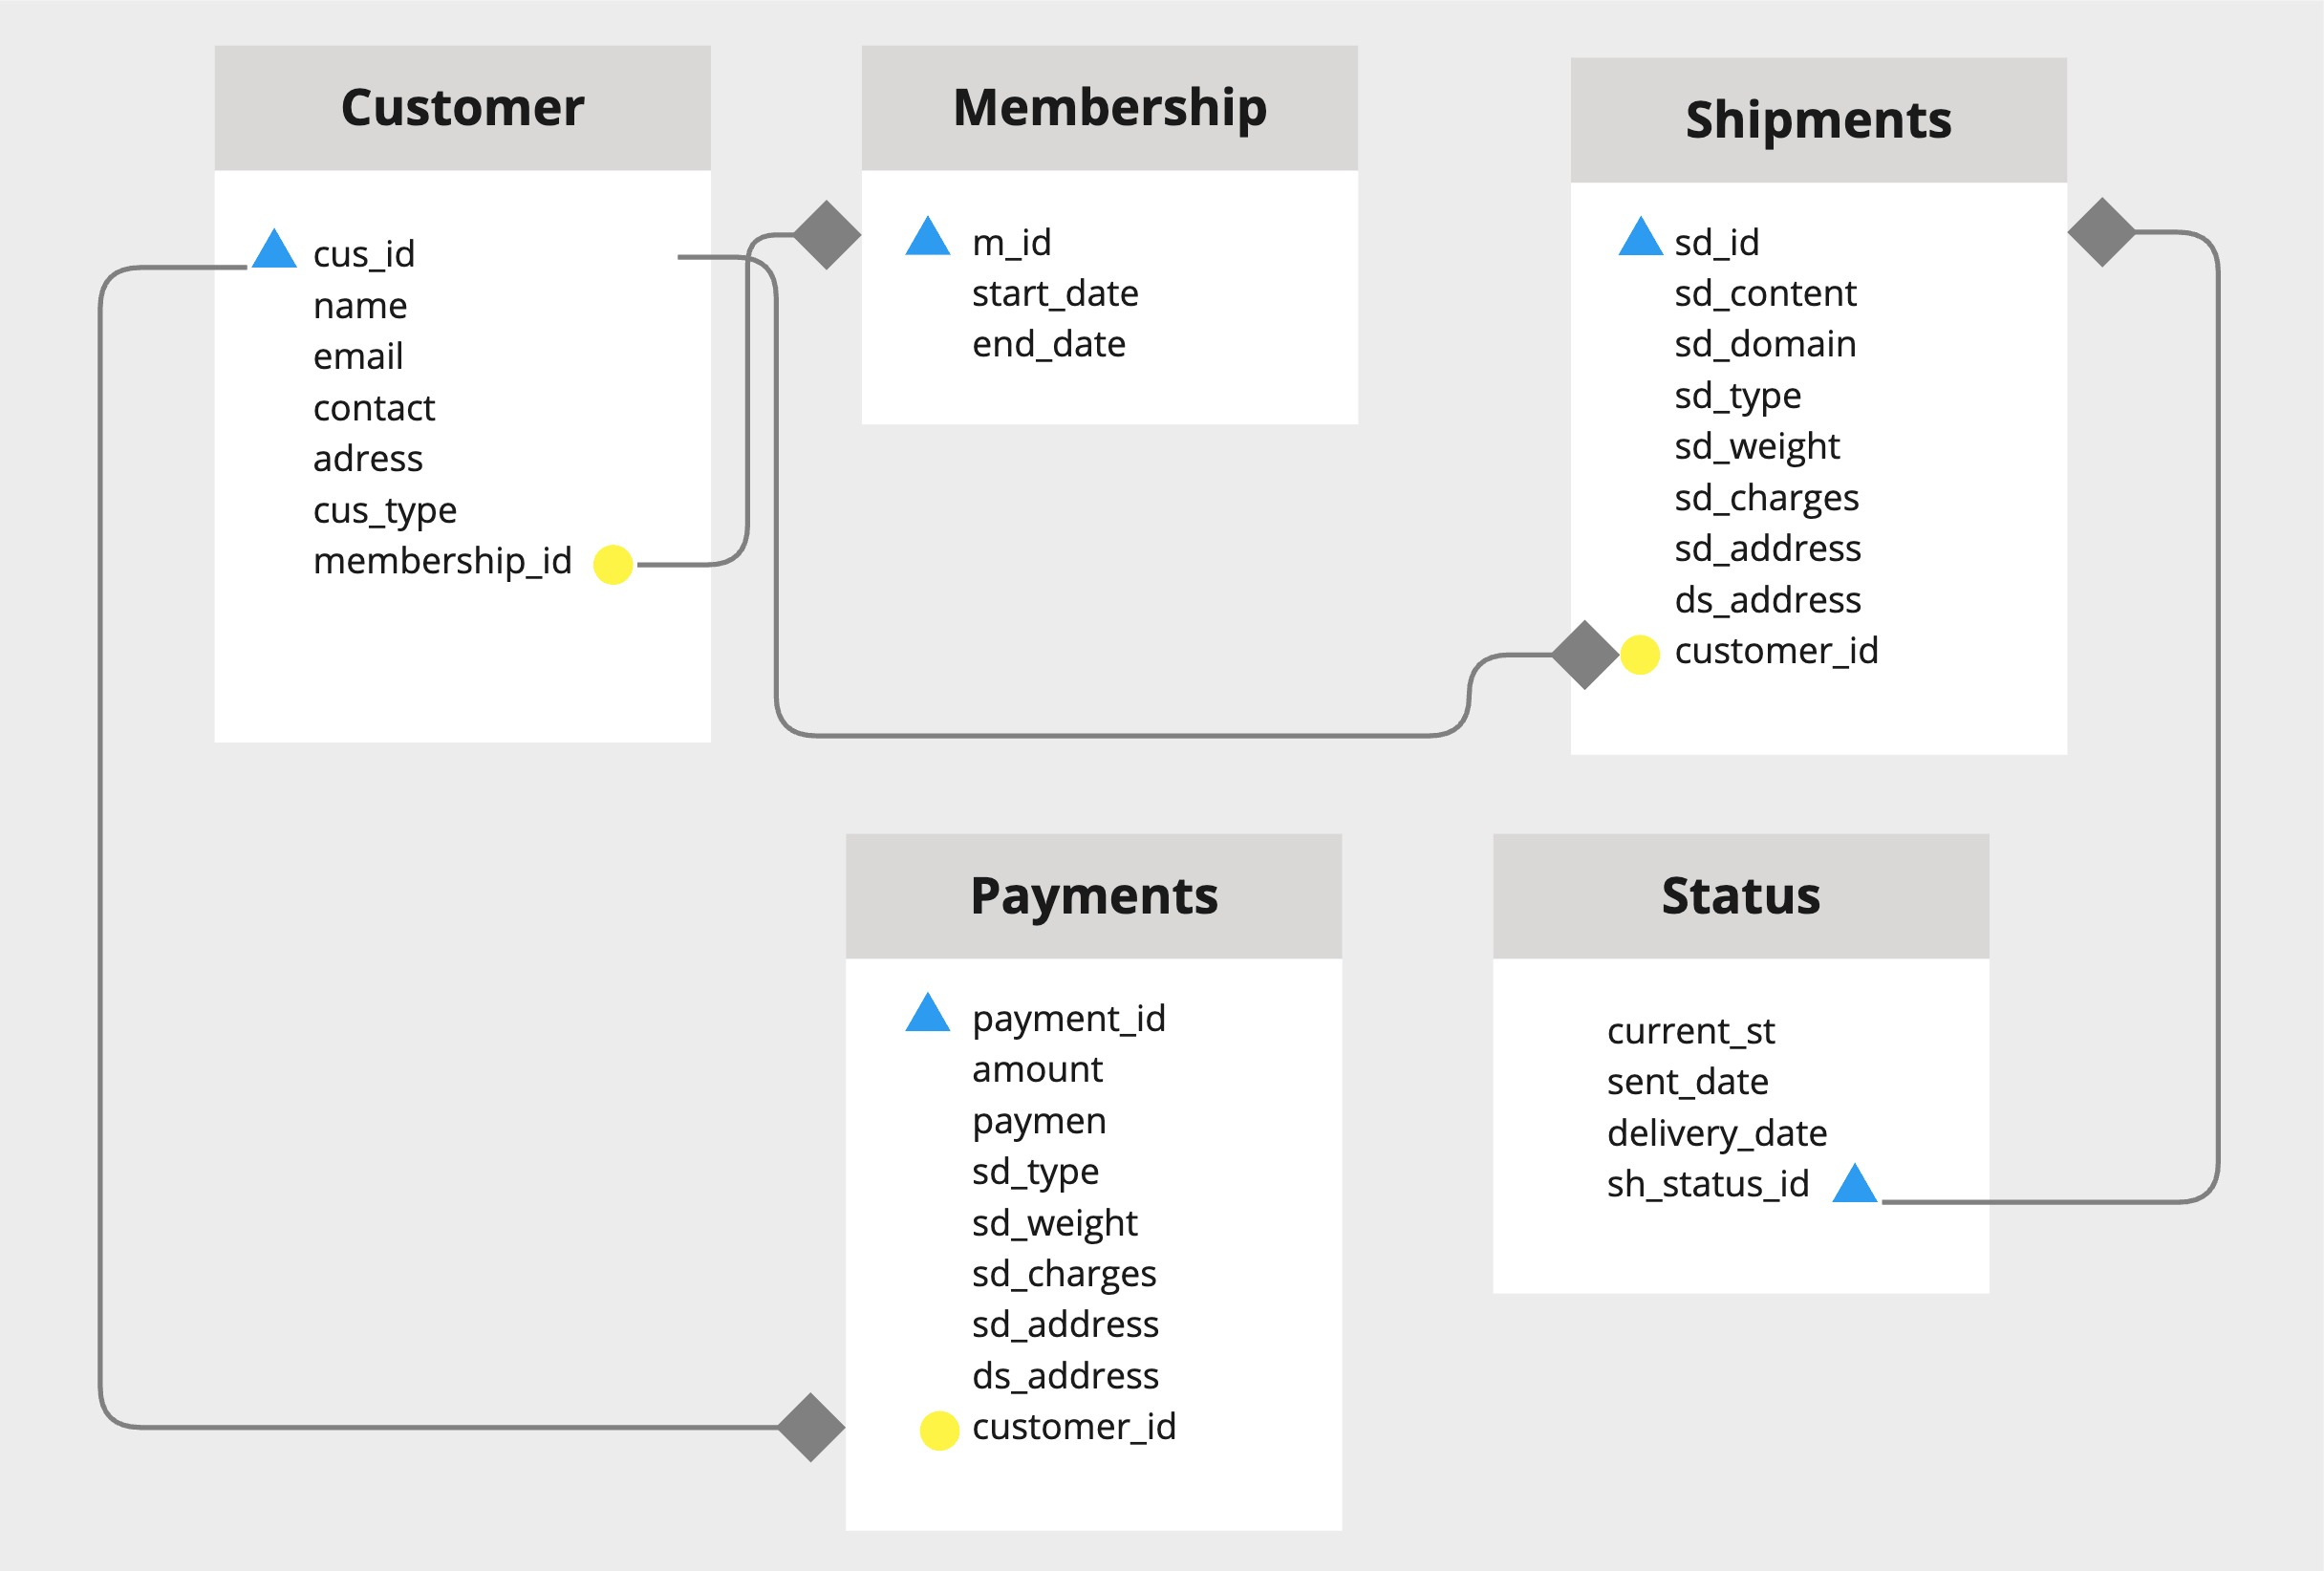 Customer
cus_id
name
email
contact
adress
cus_type
membership_id
Membership
m_id
start_date
end_date
Shipments
sd_id
sd_content
sd_domain
sd_type
sd_weight
sd_charges
sd_address
ds_address
customer_id
Payments
payment_id
amount
paymen
sd_type
sd_weight
sd_charges
sd_address
ds_address
customer_id
Status
current_st
sent_date
delivery_date
sh_status_id